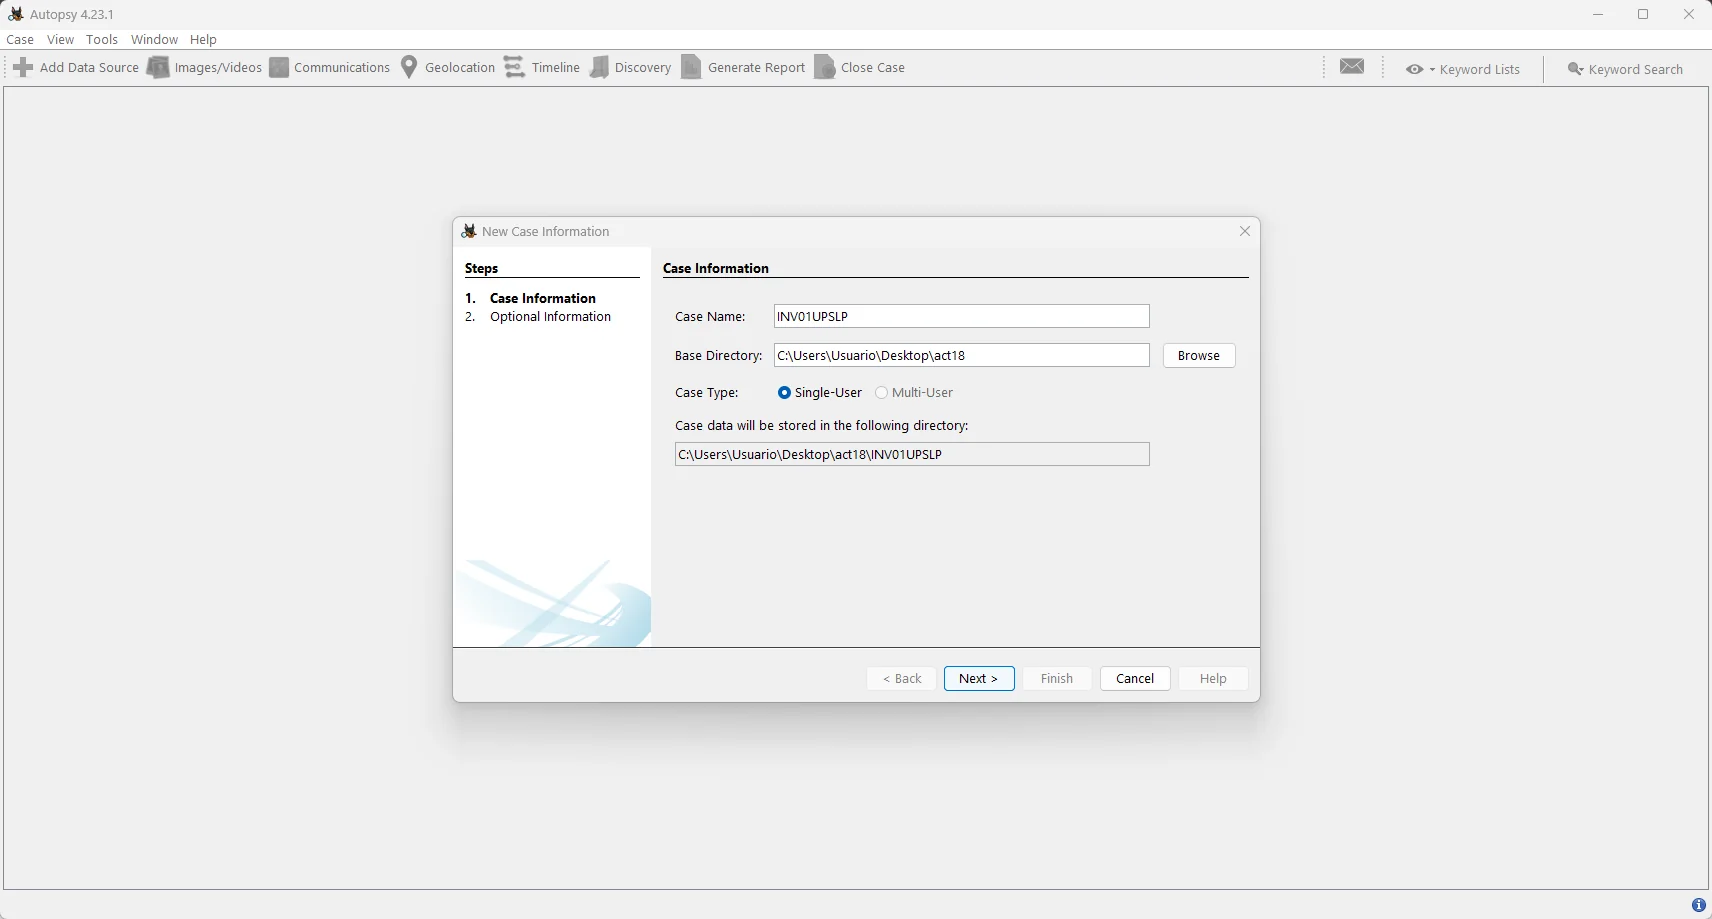 Autopsy 4.23.1
Case View Tools Window Help
Add Data Source Images/Videos Communications Geolocation Timeline Discovery Generate Report Close Case Keyword Lists Keyword Search
New Case Information
Steps
1. Case Information
2. Optional Information
Case Information
Case Name: INV01UPSLP
Base Directory: C:\Users\Usuario\Desktop\act18 Browse
Case Type: Single-User Multi-User
Case data will be stored in the following directory:
C:\Users\Usuario\Desktop\act18\INV01UPSLP
< Back Next > Finish Cancel Help